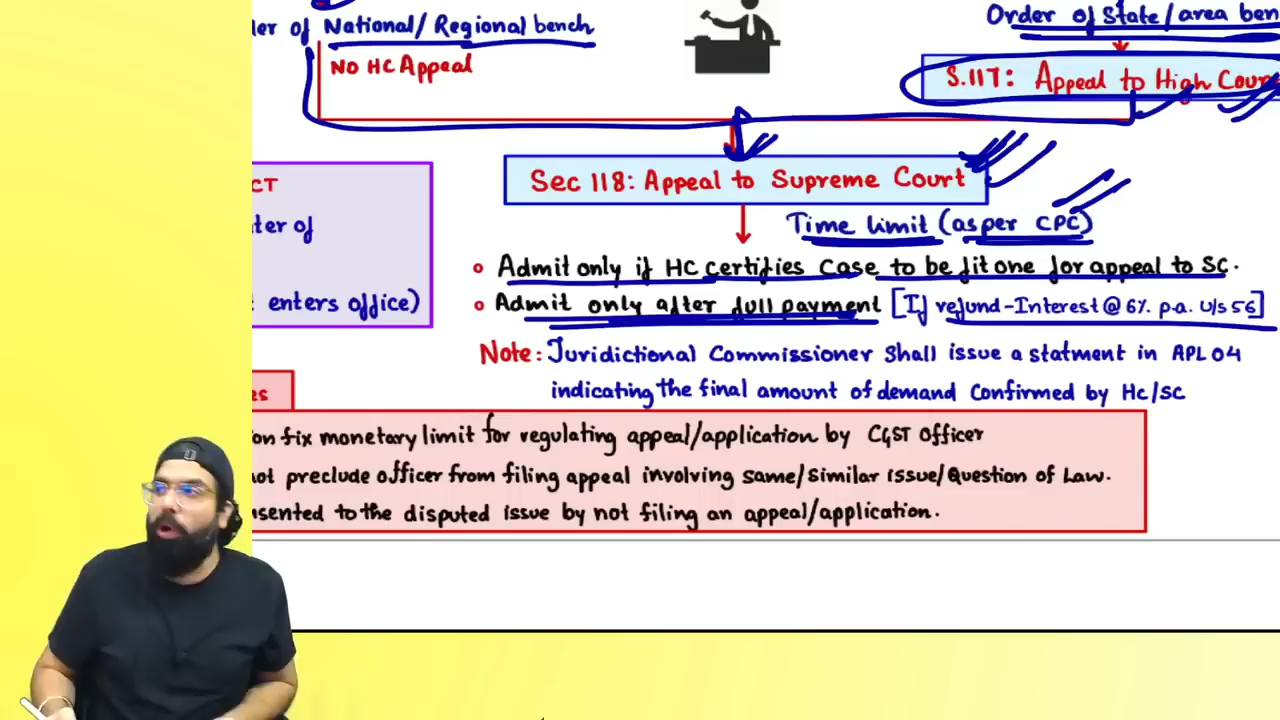 der of National/Regional bench
Order of State/area ben
NO HC Appeal
S.117: Appeal to High Cour
Sec 118: Appeal to Supreme Court
CT
ter of
t enters office)
Time limit (as per CPC)
Admit only if HC certifies Case to be fit one for appeal to SC.
Admit only after full payment [If refund-Interest @ 6% p.a. u/s 56]
Note: Juridictional Commissioner Shall issue a statment in APL 04
indicating the final amount of demand Confirmed by HC/SC
es
on fix monetary limit for regulating appeal/application by CGST Officer
not preclude officer from filing appeal involving same/Similar issue/Question of Law.
sented to the disputed issue by not filing an appeal/application.